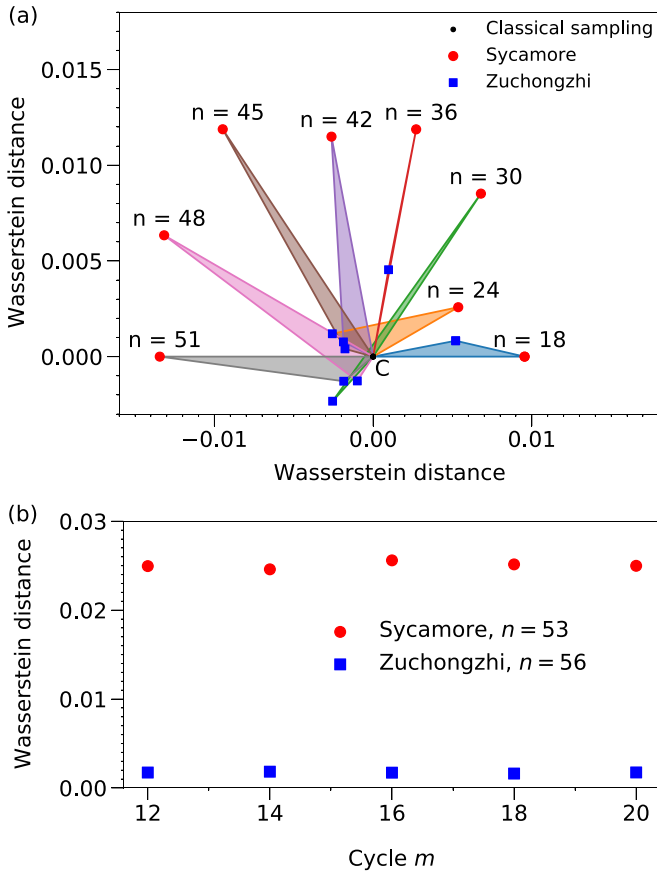 (a)
Classical sampling
Sycamore
Zuchongzhi
0.015
0.010
0.005
0.000
Wasserstein distance
n = 45
n = 42
n = 36
n = 30
n = 48
n = 24
n = 51
n = 18
C
−0.01
0.00
0.01
Wasserstein distance
(b)
0.03
0.02
0.01
0.00
Wasserstein distance
Sycamore, n = 53
Zuchongzhi, n = 56
12
14
16
18
20
Cycle m